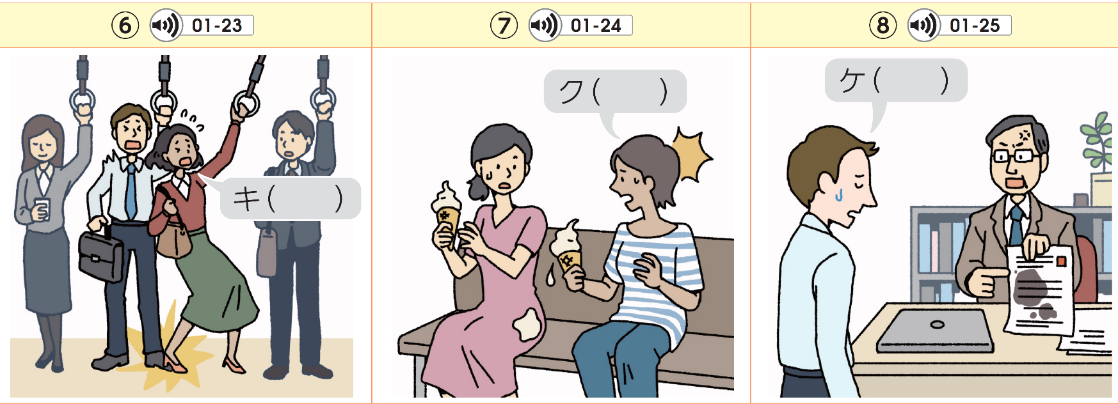 ⑥ 01-23
⑦ 01-24
⑧ 01-25
キ(　　)
ク(　　)
ケ(　　)